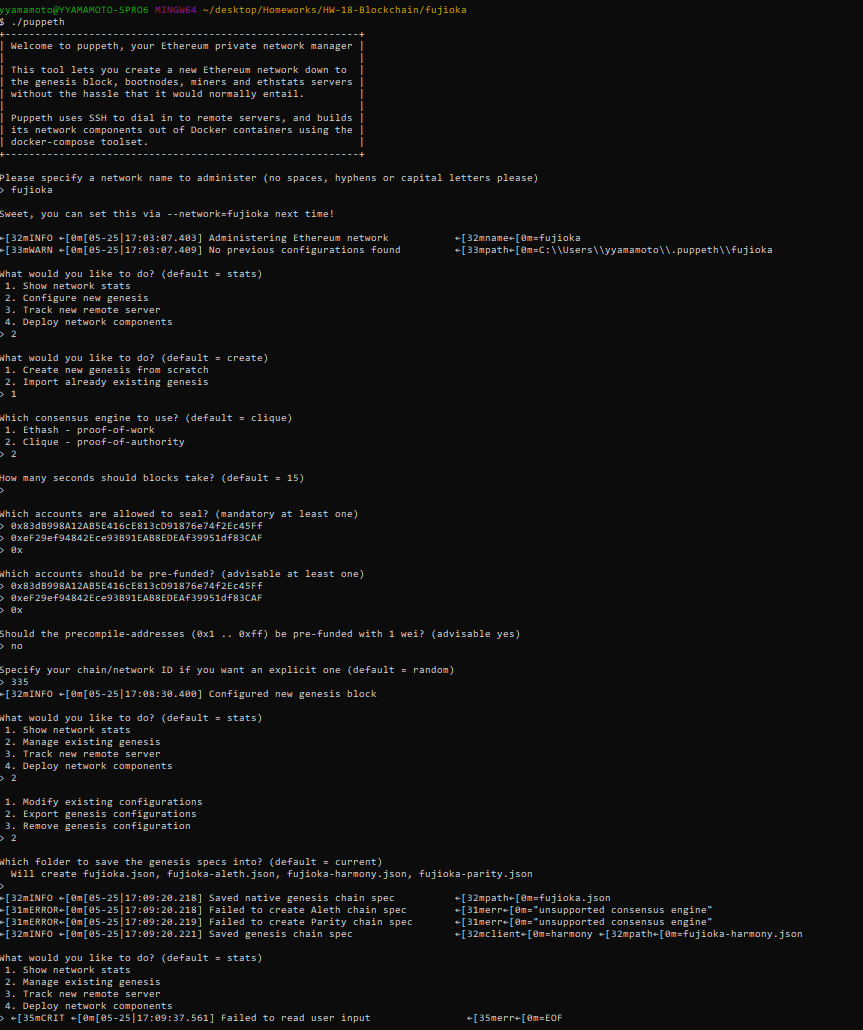 yyamamoto@YYAMAMOTO-SPRO6 MINGW64 ~/desktop/Homeworks/HW-18-Blockchain/fujioka
$ ./puppeth
+-----------------------------------------------------------+
| Welcome to puppeth, your Ethereum private network manager |
|                                                           |
| This tool lets you create a new Ethereum network down to  |
| the genesis block, bootnodes, miners and ethstats servers |
| without the hassle that it would normally entail.         |
|                                                           |
| Puppeth uses SSH to dial in to remote servers, and builds |
| its network components out of Docker containers using the |
| docker-compose toolset.                                   |
+-----------------------------------------------------------+
Please specify a network name to administer (no spaces, hyphens or capital letters please)
> fujioka
Sweet, you can set this via --network=fujioka next time!
←[32mINFO ←[0m[05-25|17:03:07.403] Administering Ethereum network           ←[32mname←[0m=fujioka
←[33mWARN ←[0m[05-25|17:03:07.409] No previous configurations found         ←[33mpath←[0m=C:\\Users\\yyamamoto\\.puppeth\\fujioka
What would you like to do? (default = stats)
1. Show network stats
2. Configure new genesis
3. Track new remote server
4. Deploy network components
> 2
What would you like to do? (default = create)
1. Create new genesis from scratch
2. Import already existing genesis
> 1
Which consensus engine to use? (default = clique)
1. Ethash - proof-of-work
2. Clique - proof-of-authority
> 2
How many seconds should blocks take? (default = 15)
>
Which accounts are allowed to seal? (mandatory at least one)
> 0x83dB998A12AB5E416cE813cD91876e74f2Ec45Ff
> 0xeF29ef94842Ece93B91EAB8EDEAf39951df83CAF
> 0x
Which accounts should be pre-funded? (advisable at least one)
> 0x83dB998A12AB5E416cE813cD91876e74f2Ec45Ff
> 0xeF29ef94842Ece93B91EAB8EDEAf39951df83CAF
> 0x
Should the precompile-addresses (0x1 .. 0xff) be pre-funded with 1 wei? (advisable yes)
> no
Specify your chain/network ID if you want an explicit one (default = random)
> 335
←[32mINFO ←[0m[05-25|17:08:30.400] Configured new genesis block
What would you like to do? (default = stats)
1. Show network stats
2. Manage existing genesis
3. Track new remote server
4. Deploy network components
> 2
1. Modify existing configurations
2. Export genesis configurations
3. Remove genesis configuration
> 2
Which folder to save the genesis specs into? (default = current)
Will create fujioka.json, fujioka-aleth.json, fujioka-harmony.json, fujioka-parity.json
>
←[32mINFO ←[0m[05-25|17:09:20.218] Saved native genesis chain spec          ←[32mpath←[0m=fujioka.json
←[31mERROR←[0m[05-25|17:09:20.218] Failed to create Aleth chain spec        ←[31merr←[0m="unsupported consensus engine"
←[31mERROR←[0m[05-25|17:09:20.219] Failed to create Parity chain spec       ←[31merr←[0m="unsupported consensus engine"
←[32mINFO ←[0m[05-25|17:09:20.221] Saved genesis chain spec                 ←[32mclient←[0m=harmony ←[32mpath←[0m=fujioka-harmony.json
What would you like to do? (default = stats)
1. Show network stats
2. Manage existing genesis
3. Track new remote server
4. Deploy network components
> ←[35mCRIT ←[0m[05-25|17:09:37.561] Failed to read user input                ←[35merr←[0m=EOF